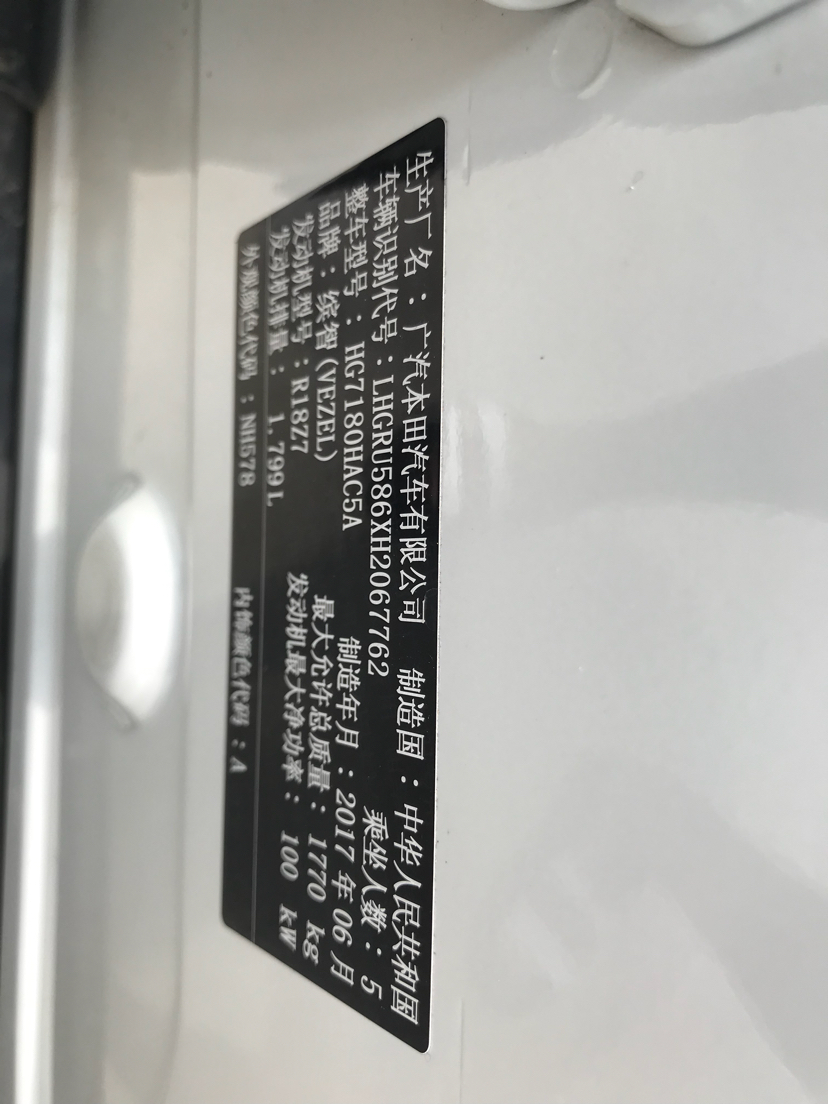 生产厂名：广汽本田汽车有限公司 制造国：中华人民共和国
车辆识别代号：LHGRU586XH2067762 乘坐人数：5
整车型号：HG7180HAC5A 制造年月：2017年06月
品牌：缤智(VEZEL) 最大允许总质量：1770 kg
发动机型号：R18Z7 发动机最大净功率：100 kW
发动机排量：1.799L
外观颜色代码：NH578 内饰颜色代码：A